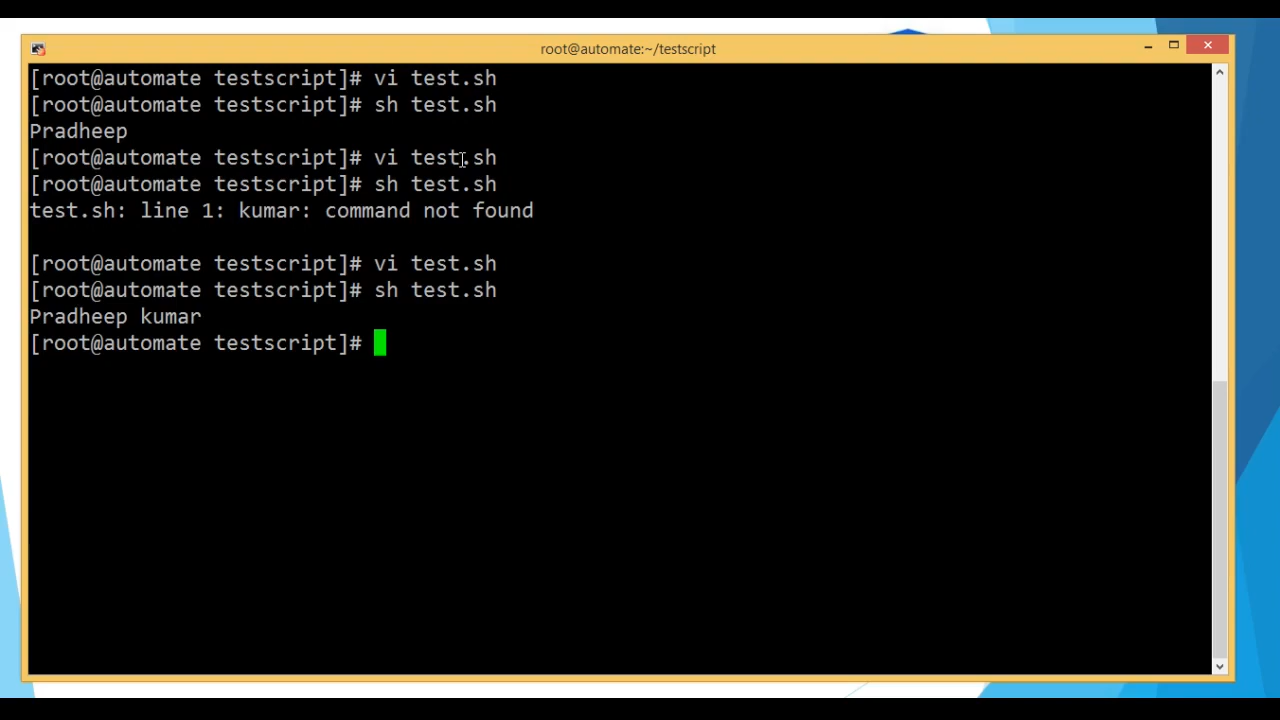 root@automate:~/testscript
[root@automate testscript]# vi test.sh
[root@automate testscript]# sh test.sh
Pradheep
[root@automate testscript]# vi test.sh
[root@automate testscript]# sh test.sh
test.sh: line 1: kumar: command not found
[root@automate testscript]# vi test.sh
[root@automate testscript]# sh test.sh
Pradheep kumar
[root@automate testscript]#